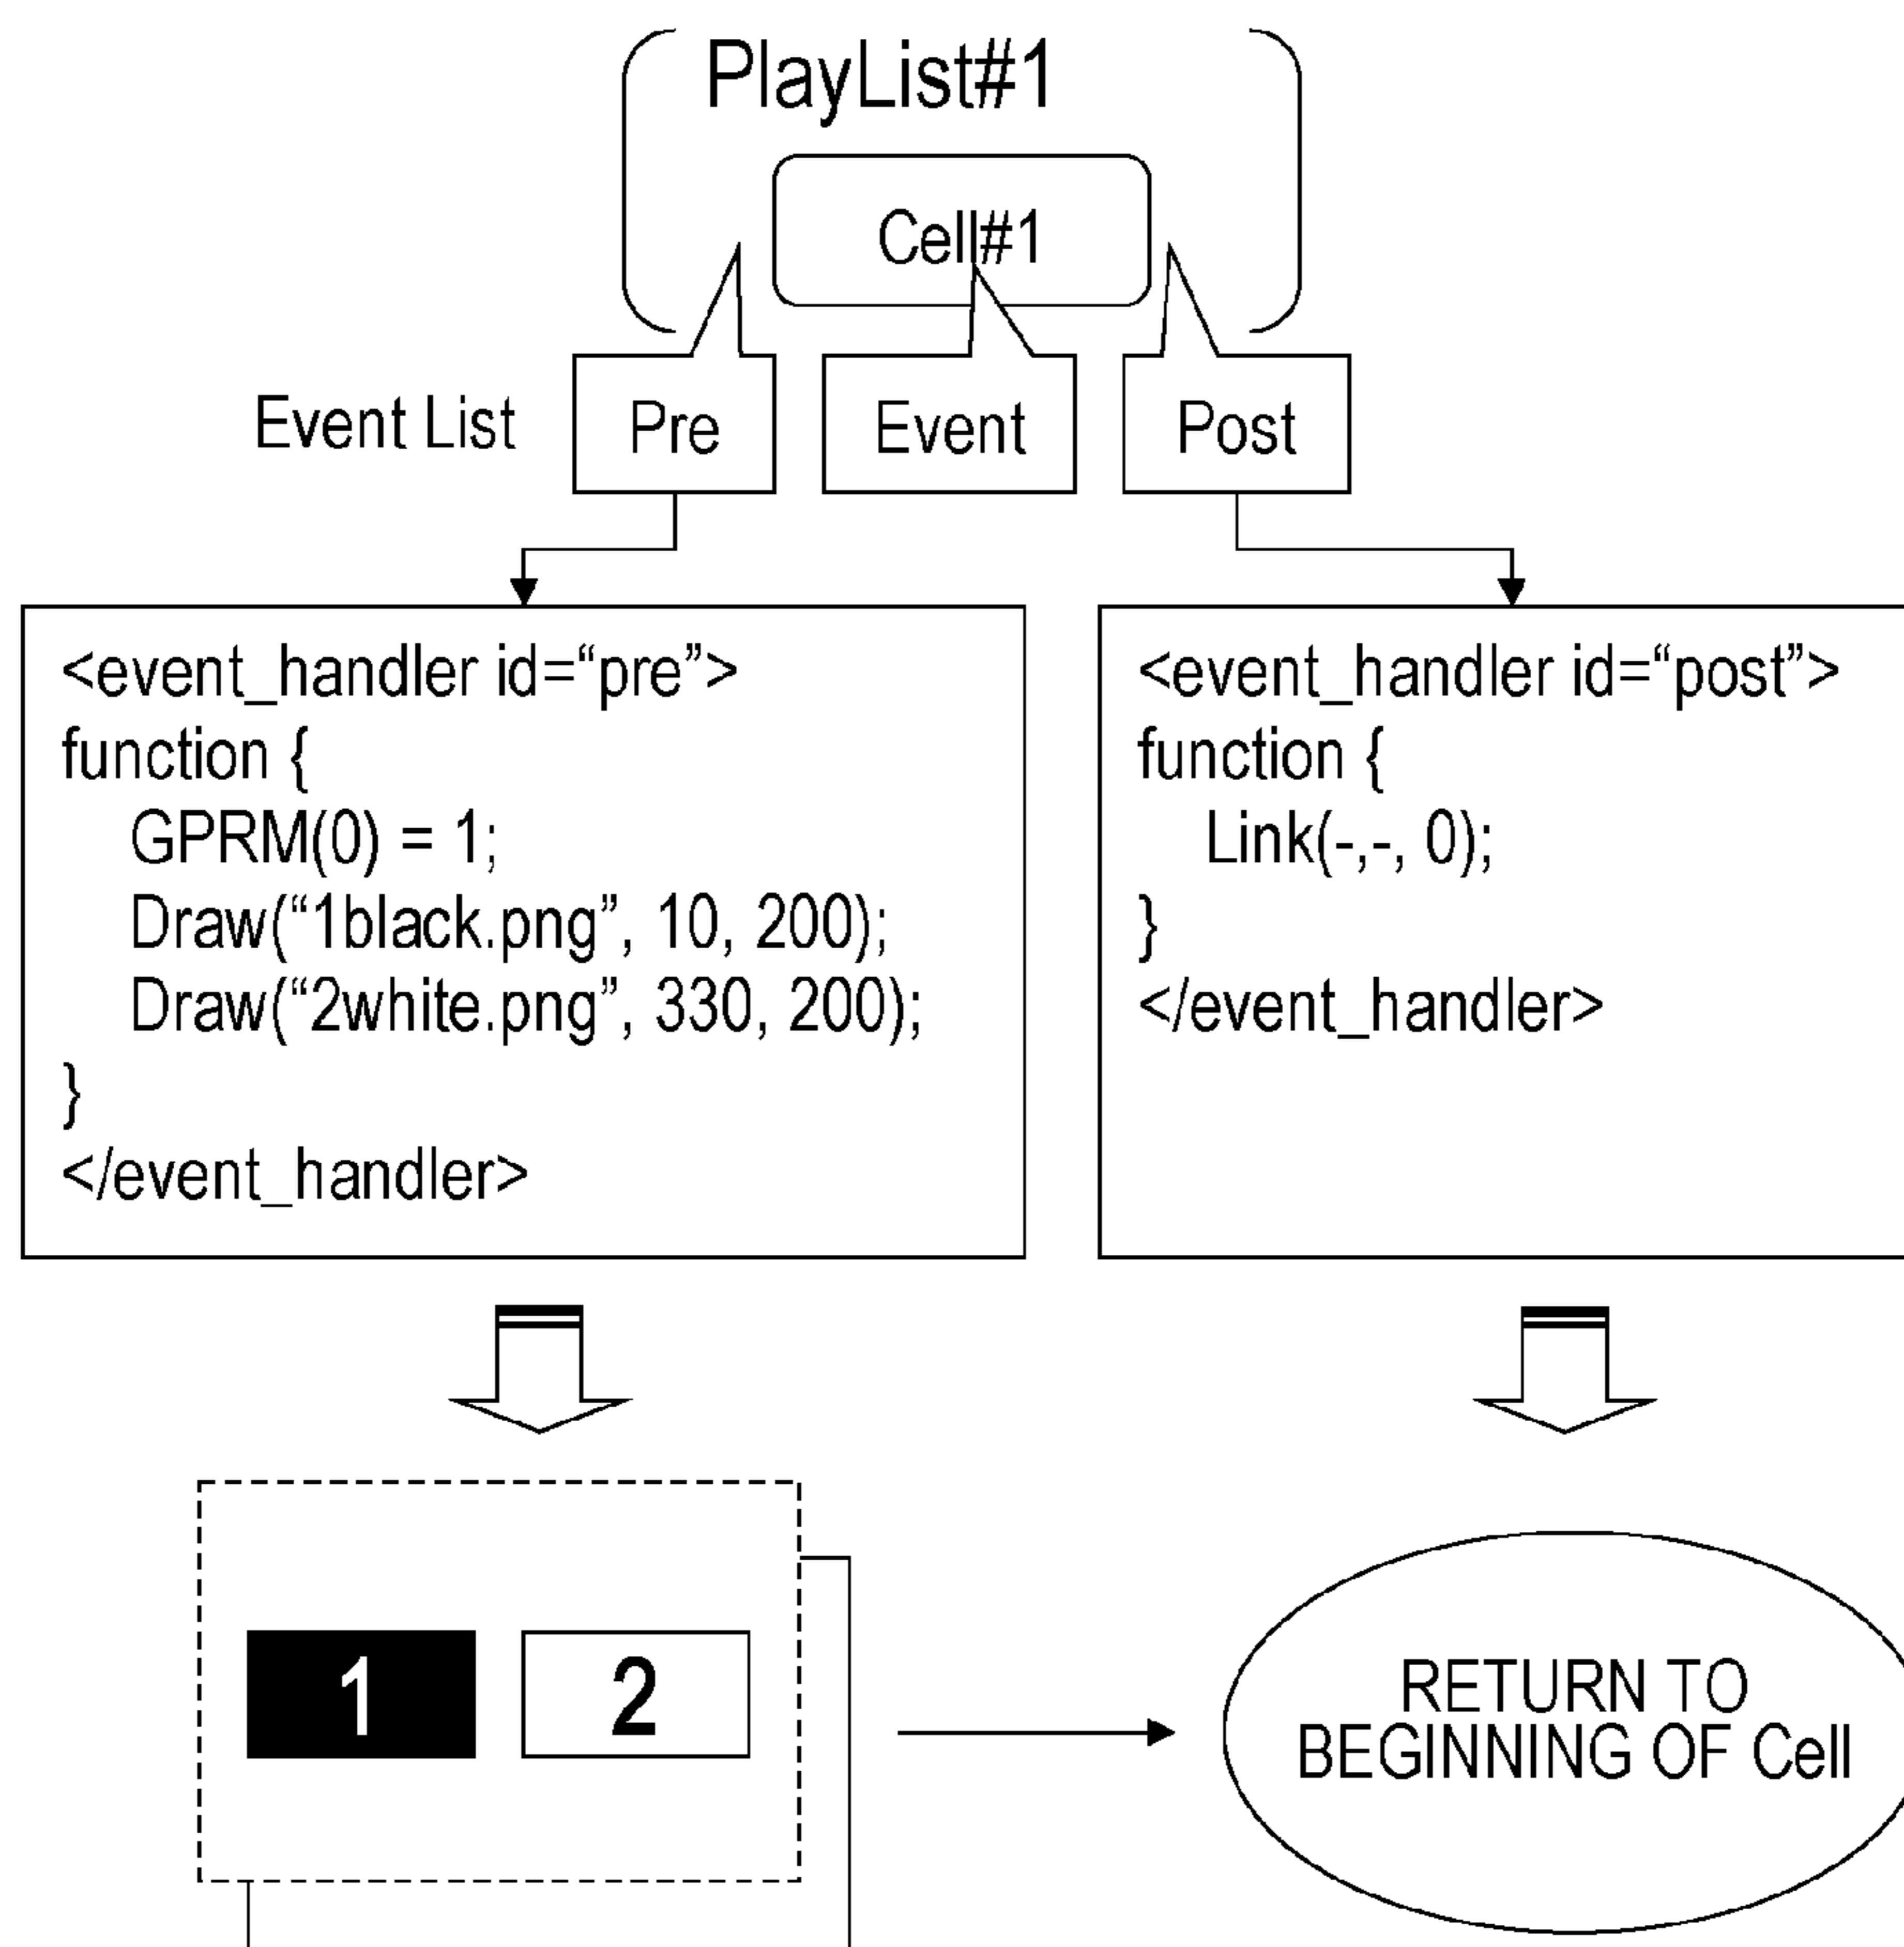 PlayList#1
Cell#1
Event List
Pre
Event
Post
<event_handler id=“pre”>
function {
GPRM(0) = 1;
Draw(“1black.png”, 10, 200);
Draw(“2white.png”, 330, 200);
}
</event_handler>
<event_handler id=“post”>
function {
Link(-,-, 0);
}
</event_handler>
1
2
RETURN TO
BEGINNING OF Cell